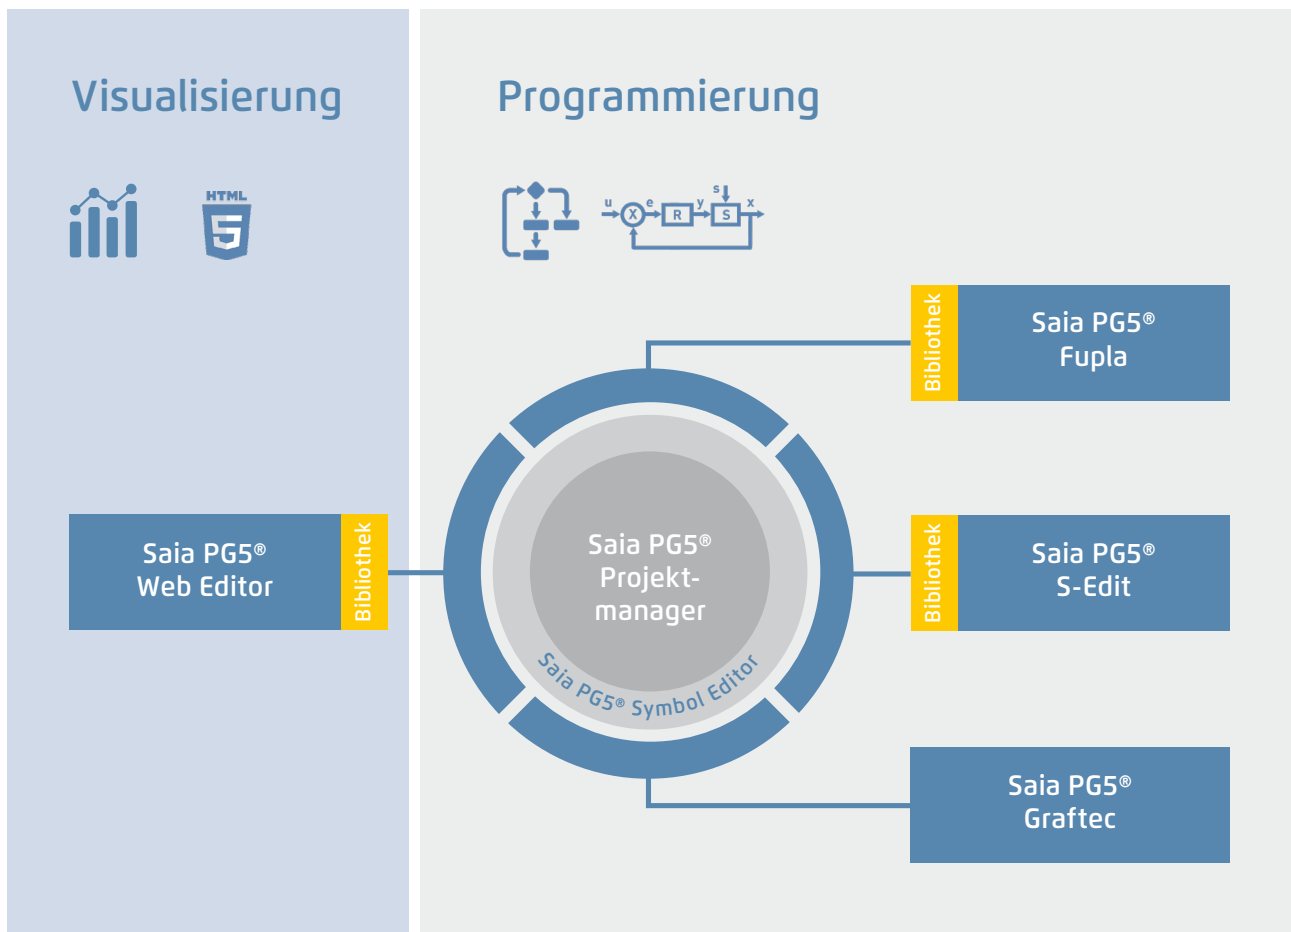 Visualisierung
Programmierung
HTML
5
u
X
e
R
y
s
S
x
Bibliothek
Saia PG5®
Fupla
Saia PG5®
Web Editor
Bibliothek
Saia PG5®
Projekt-
manager
Saia PG5® Symbol Editor
Bibliothek
Saia PG5®
S-Edit
Saia PG5®
Graftec